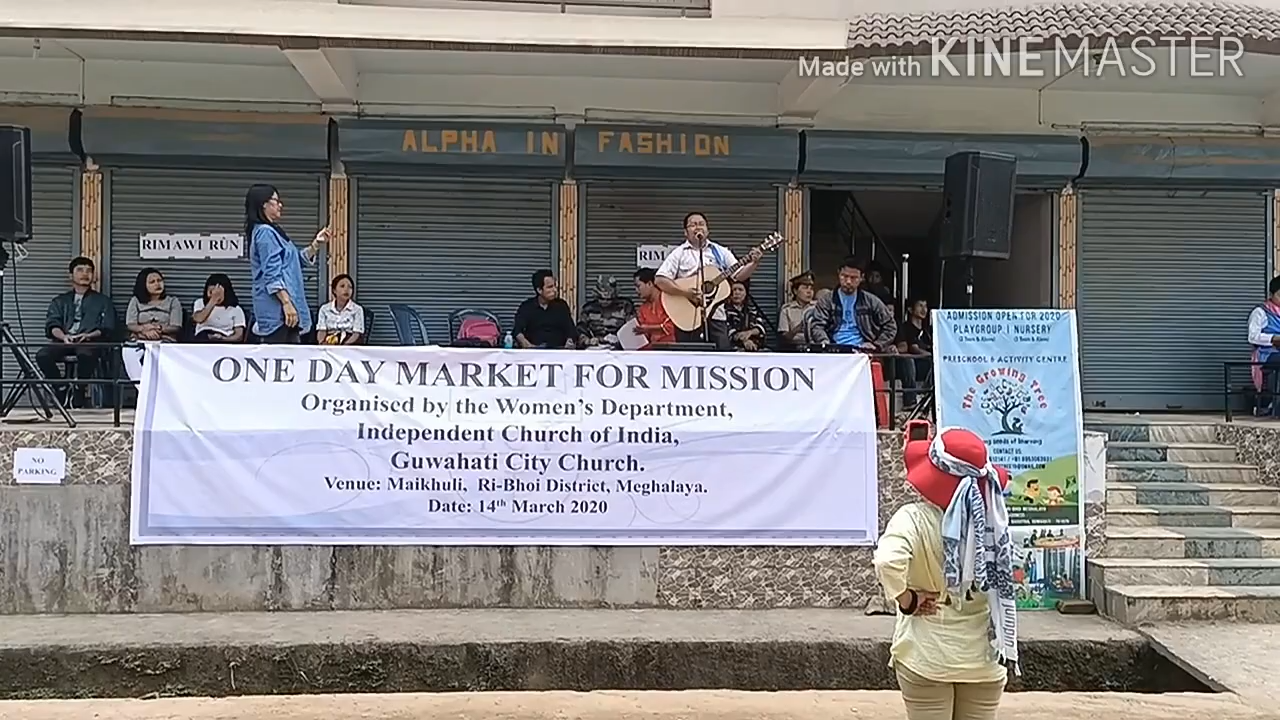 Made with KINEMASTER
ALPHA IN FASHION
RIMAWI RÛN
RIM
ONE DAY MARKET FOR MISSION
Organised by the Women's Department,
Independent Church of India,
Guwahati City Church.
Venue: Maikhuli, Ri-Bhoi District, Meghalaya.
Date: 14th March 2020
NO
PARKING
ADMISSION OPEN FOR 2020
PLAYGROUP | NURSERY
PRESCHOOL & ACTIVITY CENTRE
The Growing Tree
CONTACT US: